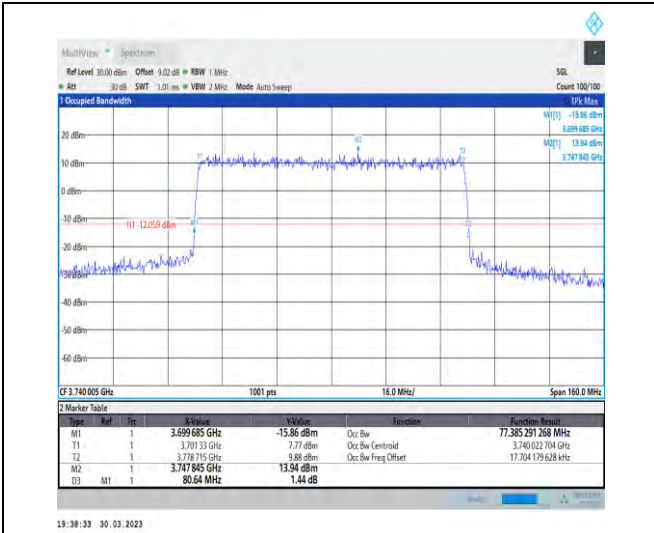 MultiView Spectrum
Ref Level 30.00 dBm Offset 9.02 dB RBW 1 MHz SGL
Att 30 dB SWT 1.01 ms VBW 2 MHz Mode Auto Sweep Count 100/100
1 Occupied Bandwidth 1Pk Max
M1[1] -15.86 dBm
3.699 685 GHz
M2[1] 13.94 dBm
3.747 845 GHz
20 dBm
10 dBm
0 dBm
-10 dBm
H1 -12.059 dBm
-20 dBm
-30 dBm
-40 dBm
-50 dBm
-60 dBm
CF 3.740 005 GHz 1001 pts 16.0 MHz/ Span 160.0 MHz
2 Marker Table
Type Ref Trc X-Value Y-Value Function Function Result
M1 1 3.699 685 GHz -15.86 dBm Occ Bw 77.385 291 268 MHz
T1 1 3.701 33 GHz 7.77 dBm Occ Bw Centroid 3.740 022 704 GHz
T2 1 3.778 715 GHz 9.88 dBm Occ Bw Freq Offset 17.704 179 628 kHz
M2 1 3.747 845 GHz 13.94 dBm
D3 M1 1 80.64 MHz 1.44 dB
19:38:33 30.03.2023